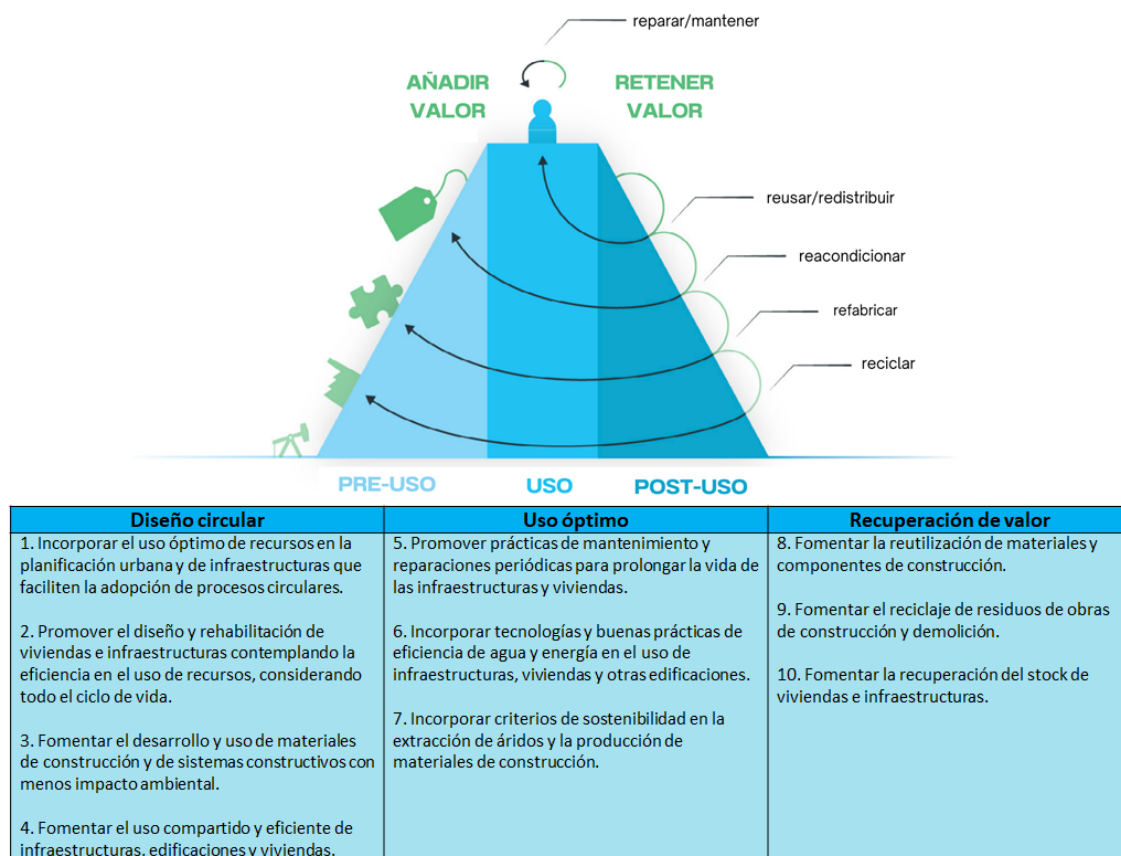 reparar/mantener
AÑADIR
VALOR
RETENER
VALOR
reusar/redistribuir
reacondicionar
refabricar
reciclar
PRE-USO
USO
POST-USO
Diseño circular
1. Incorporar el uso óptimo de recursos en la
planificación urbana y de infraestructuras que
faciliten la adopción de procesos circulares.
2. Promover el diseño y rehabilitación de
viviendas e infraestructuras contemplando la
eficiencia en el uso de recursos, considerando
todo el ciclo de vida.
3. Fomentar el desarrollo y uso de materiales
de construcción y de sistemas constructivos con
menos impacto ambiental.
4. Fomentar el uso compartido y eficiente de
infraestructuras, edificaciones y viviendas.
Uso óptimo
5. Promover prácticas de mantenimiento y
reparaciones periódicas para prolongar la vida de
las infraestructuras y viviendas.
6. Incorporar tecnologías y buenas prácticas de
eficiencia de agua y energía en el uso de
infraestructuras, viviendas y otras edificaciones.
7. Incorporar criterios de sostenibilidad en la
extracción de áridos y la producción de
materiales de construcción.
Recuperación de valor
8. Fomentar la reutilización de materiales y
componentes de construcción.
9. Fomentar el reciclaje de residuos de obras
de construcción y demolición.
10. Fomentar la recuperación del stock de
viviendas e infraestructuras.